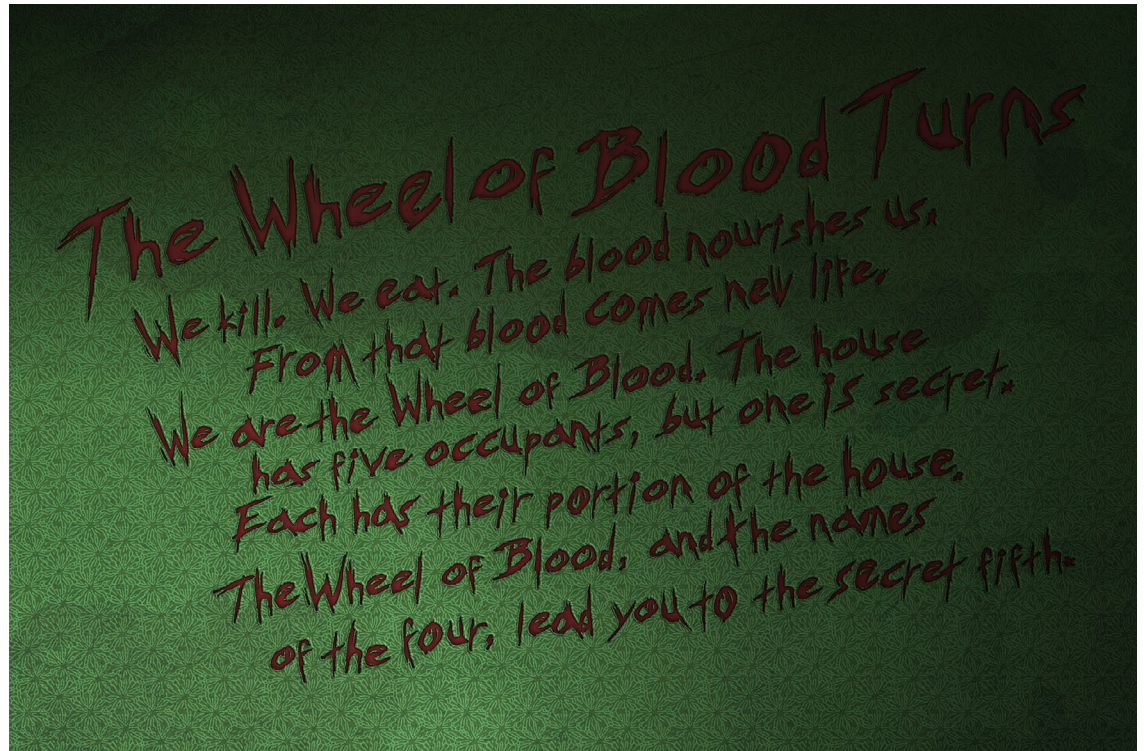 The Wheel of Blood Turns
We kill. We eat. The blood nourishes us.
From that blood comes new life.
We are the Wheel of Blood. The house
has five occupants, but one is secret.
Each has their portion of the house.
The Wheel of Blood, and the names
of the four, lead you to the secret fifth.